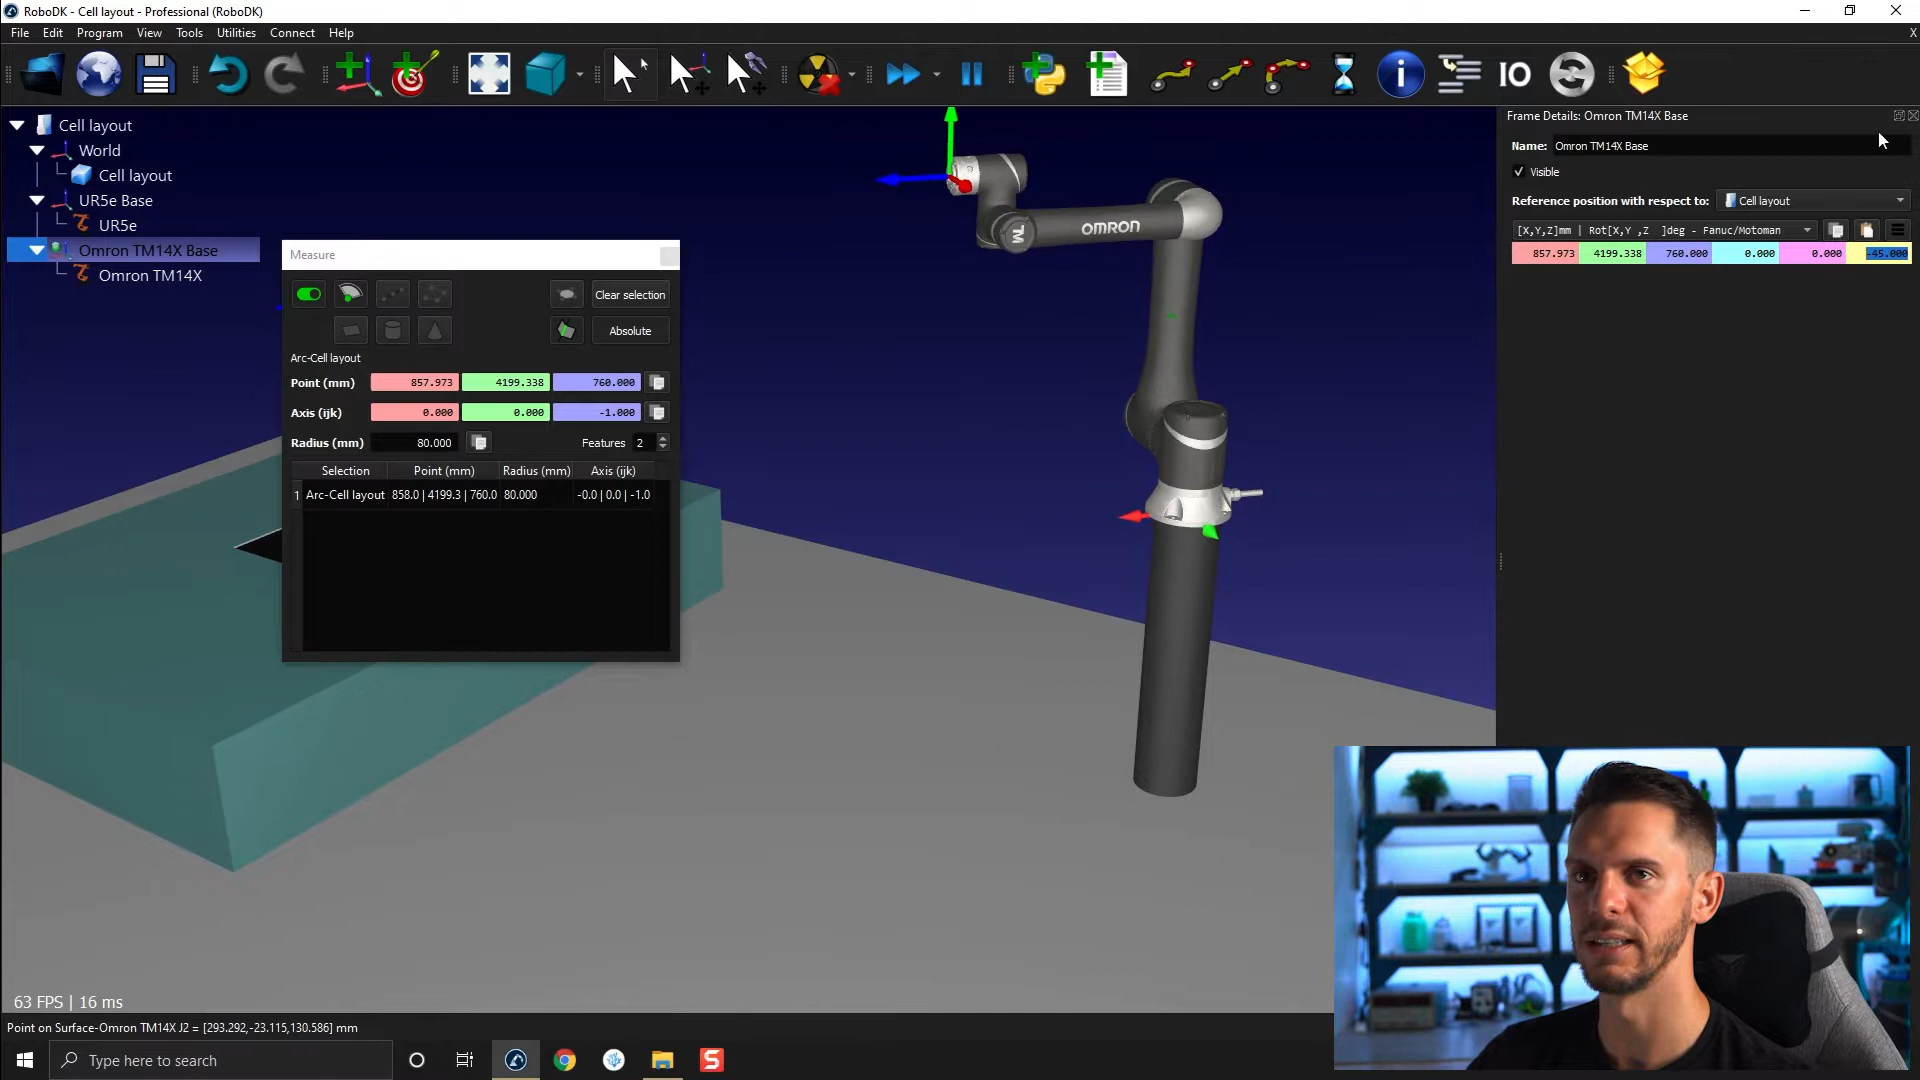 RoboDK - Cell layout - Professional (RoboDK)
File Edit Program View Tools Utilities Connect Help X
IO
Cell layout
World
Cell layout
UR5e Base
UR5e
Omron TM14X Base
Omron TM14X
Measure
Clear selection
Absolute
Arc-Cell layout
Point (mm) 857.973 4199.338 760.000
Axis (ijk) 0.000 0.000 -1.000
Radius (mm) 80.000 Features 2
Selection Point (mm) Radius (mm) Axis (ijk)
1 Arc-Cell layout 858.0 | 4199.3 | 760.0 80.000 -0.0 | 0.0 | -1.0
OMRON
TM
Frame Details: Omron TM14X Base
Name: Omron TM14X Base
Visible
Reference position with respect to: Cell layout
[X,Y,Z]mm | Rot[X,Y ,Z ]deg - Fanuc/Motoman
857.973 4199.338 760.000 0.000 0.000 -45.000
63 FPS | 16 ms
Point on Surface-Omron TM14X J2 = [293.292,-23.115,130.586] mm
Type here to search
S